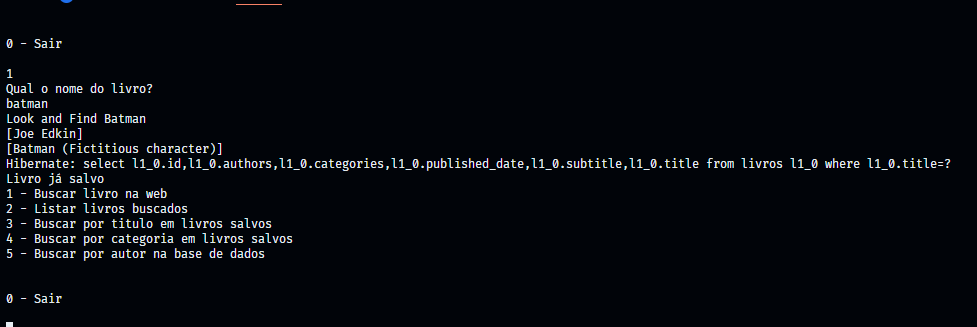 0 - Sair
1
Qual o nome do livro?
batman
Look and Find Batman
[Joe Edkin]
[Batman (Fictitious character)]
Hibernate: select l1_0.id,l1_0.authors,l1_0.categories,l1_0.published_date,l1_0.subtitle,l1_0.title from livros l1_0 where l1_0.title=?
Livro já salvo
1 - Buscar livro na web
2 - Listar livros buscados
3 - Buscar por titulo em livros salvos
4 - Buscar por categoria em livros salvos
5 - Buscar por autor na base de dados
0 - Sair